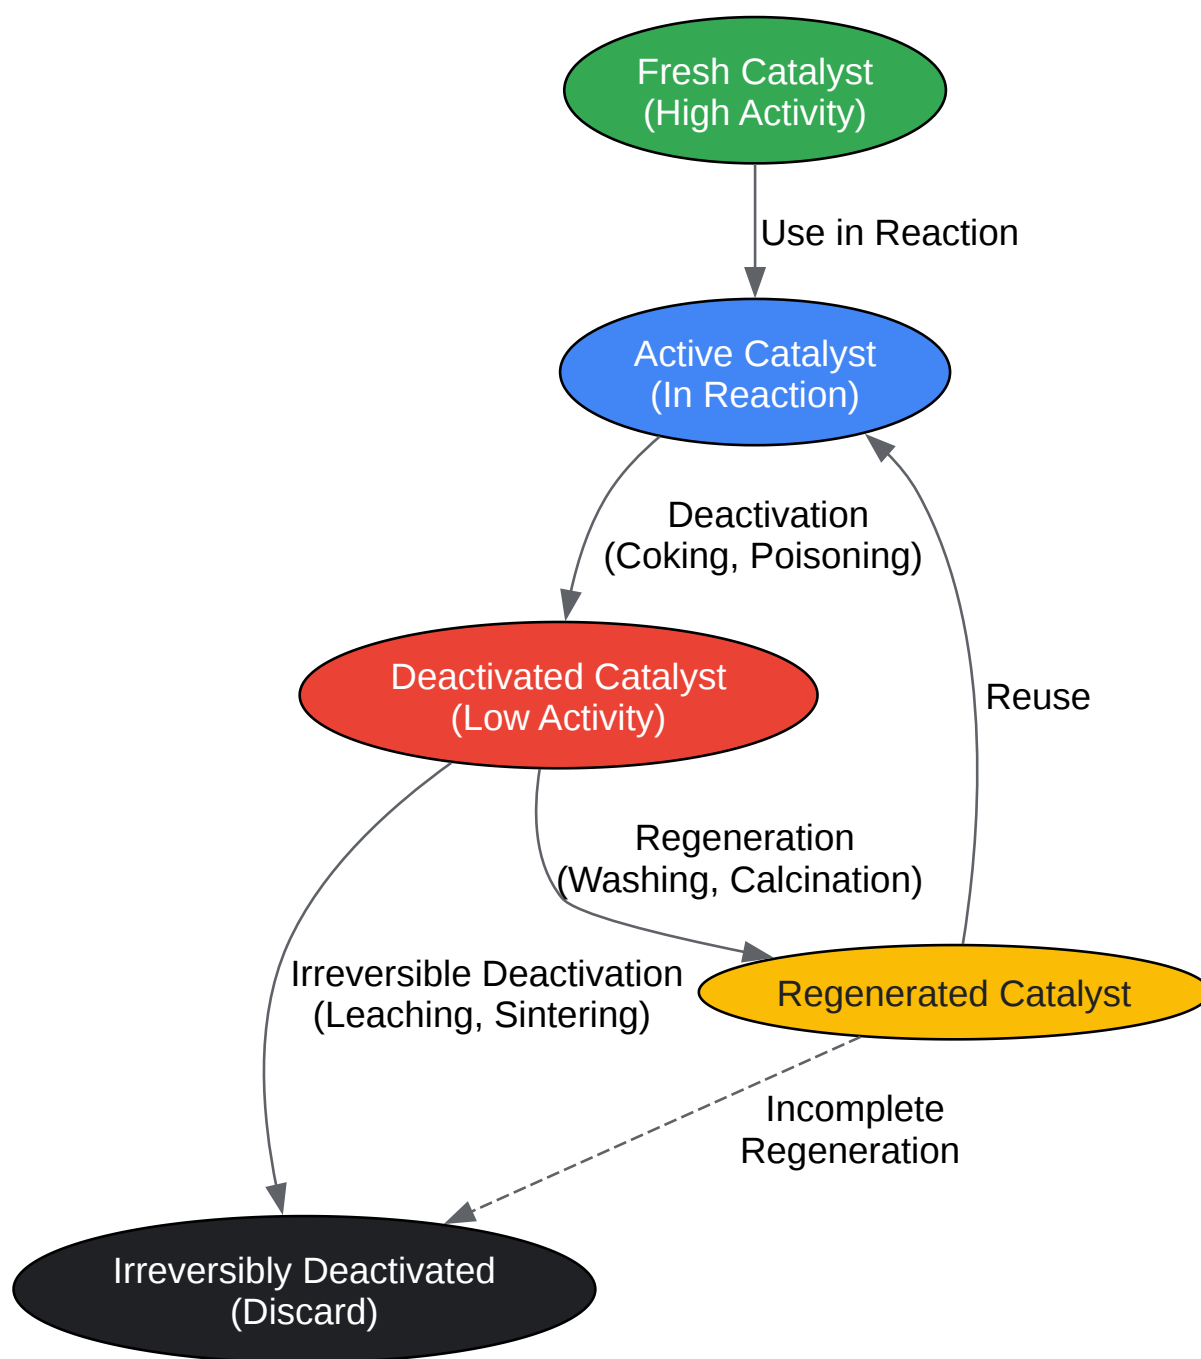 Fresh Catalyst
(High Activity)
Use in Reaction
Active Catalyst
(In Reaction)
Deactivation
(Coking, Poisoning)
Deactivated Catalyst
(Low Activity)
Reuse
Regeneration
(Washing, Calcination)
Irreversible Deactivation
(Leaching, Sintering)
Regenerated Catalyst
Incomplete
Regeneration
Irreversibly Deactivated
(Discard)